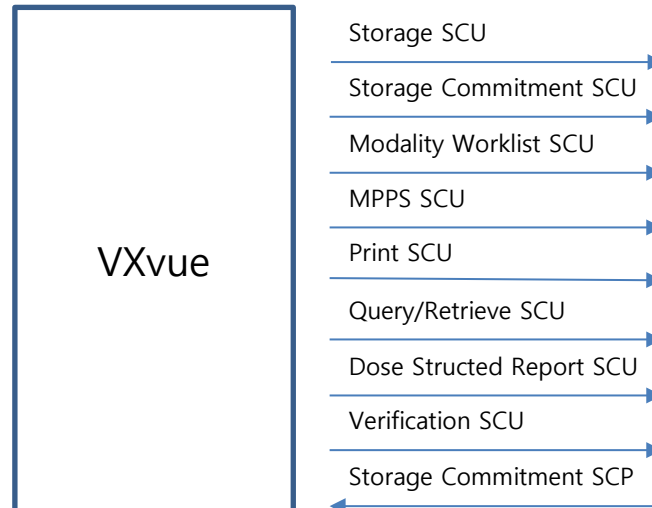 VXvue
Storage SCU
Storage Commitment SCU
Modality Worklist SCU
MPPS SCU
Print SCU
Query/Retrieve SCU
Dose Structed Report SCU
Verification SCU
Storage Commitment SCP